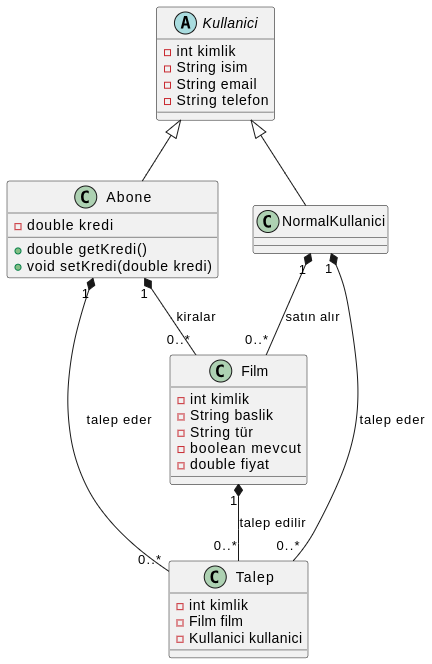 A Kullanici
int kimlik
String isim
String email
String telefon
C Abone
double kredi
double getKredi()
void setKredi(double kredi)
C NormalKullanici
1
1
1
1
kiralar
satın alır
0..*
0..*
C Film
int kimlik
String baslik
String tür
boolean mevcut
double fiyat
talep eder
talep eder
1
talep edilir
0..*
0..*
0..*
C Talep
int kimlik
Film film
Kullanici kullanici